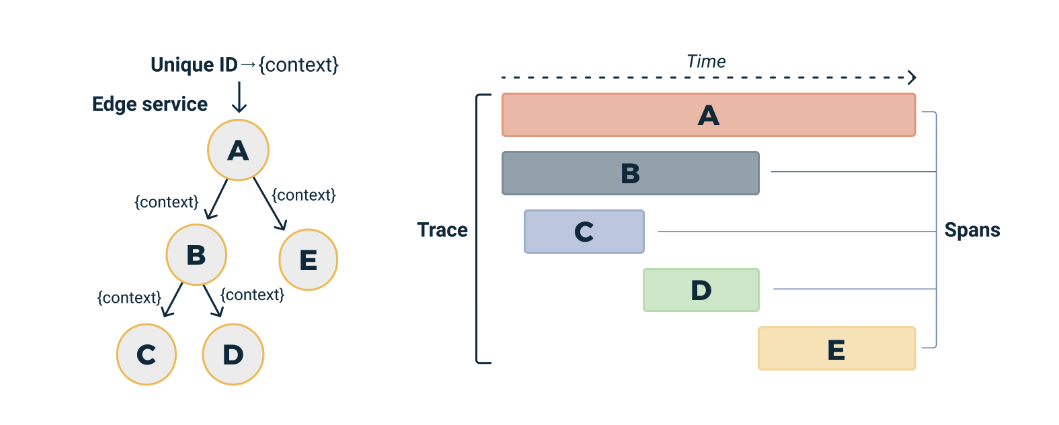 Unique ID→{context}
Edge service
A
{context}
{context}
B
E
{context}
{context}
C
D
Time
A
B
C
D
E
Trace
Spans